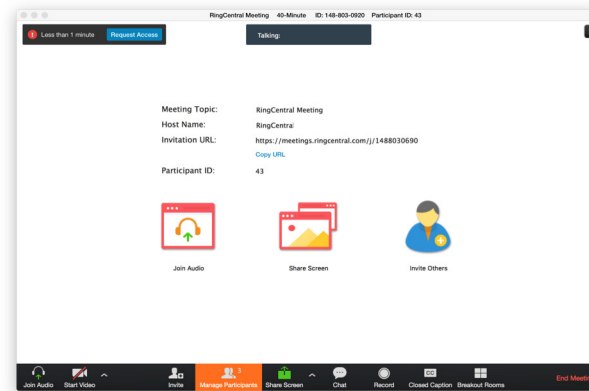 RingCentral Meeting 40-Minute ID: 148-803-0920 Participant ID: 43
Less than 1 minute Request Access
Talking:
Meeting Topic: RingCentral Meeting
Host Name: RingCentral
Invitation URL: https://meetings.ringcentral.com/j/1488030690
Copy URL
Participant ID: 43
Join Audio Share Screen Invite Others
3
Join Audio Start Video Invite Manage Participants Share Screen Chat Record CC Closed Caption Breakout Rooms End